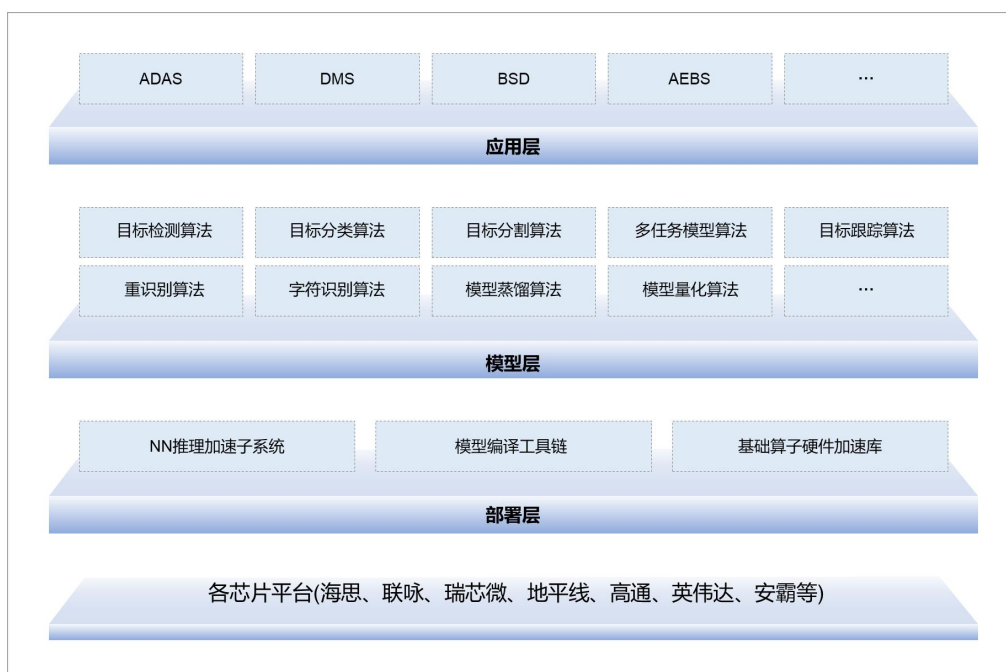 ADAS DMS BSD AEBS …
应用层
目标检测算法 目标分类算法 目标分割算法 多任务模型算法 目标跟踪算法
重识别算法 字符识别算法 模型蒸馏算法 模型量化算法 …
模型层
NN推理加速子系统 模型编译工具链 基础算子硬件加速库
部署层
各芯片平台(海思、联咏、瑞芯微、地平线、高通、英伟达、安霸等)